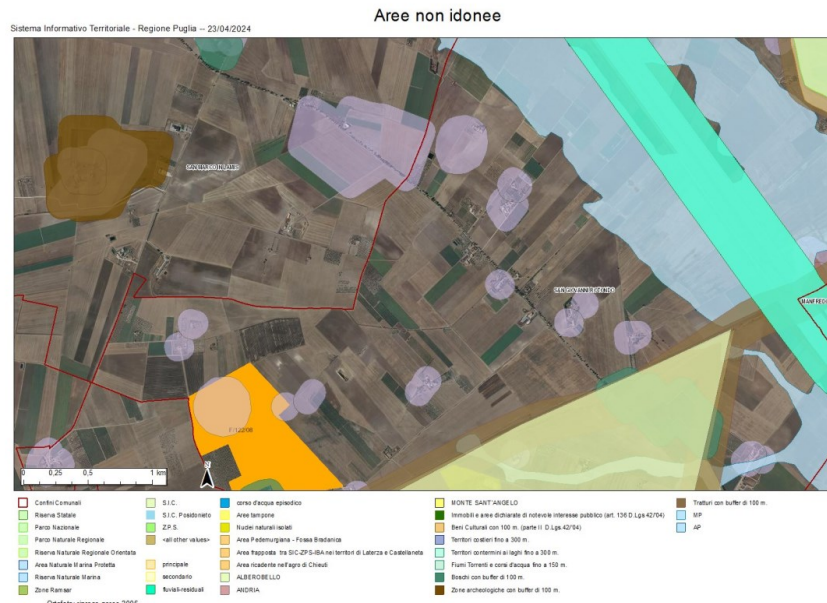 Aree non idonee
Sistema Informativo Territoriale - Regione Puglia -- 23/04/2024
SAN MARCO IN LAMIS
SAN GIOVANNI ROTONDO
MANFREDO
0 0,25 0,5 1 km
N
Confini Comunali
Riserva Statale
Parco Nazionale
Parco Naturale Regionale
Riserva Naturale Regionale Orientata
Area Naturale Marina Protetta
Riserva Naturale Marina
Zone Ramsar
S.I.C.
S.I.C. Posidonieto
Z.P.S.
<all other values>
principale
secondario
fluviali-residuali
corso d'acqua episodico
Aree tampone
Nuclei naturali isolati
Area Pedemurgiana - Fossa Bradanica
Area frapposta tra SIC-ZPS-IBA nei territori di Laterza e Castellaneta
Area ricadente nell'agro di Chieuti
ALBEROBELLO
ANDRIA
MONTE SANT'ANGELO
Immobili e aree dichiarate di notevole interesse pubblico (art. 136 D.Lgs 42/04)
Beni Culturali con 100 m. (parte II D.Lgs 42/04)
Territori costieri fino a 300 m.
Territori contermini ai laghi fino a 300 m.
Fiumi Torrenti e corsi d'acqua fino a 150 m.
Boschi con buffer di 100 m.
Zone archeologiche con buffer di 100 m.
Tratturi con buffer di 100 m.
MP
AP